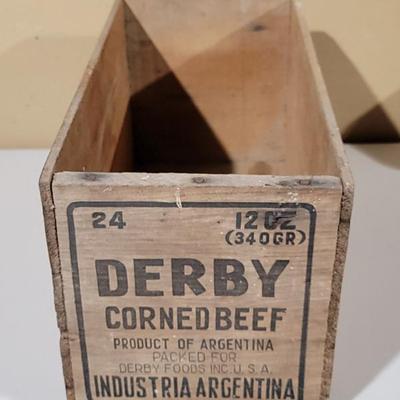 24 12 OZ
(340GR)
DERBY
CORNED BEEF
PRODUCT OF ARGENTINA
PACKED FOR
DERBY FOODS INC. U.S.A.
INDUSTRIA ARGENTINA